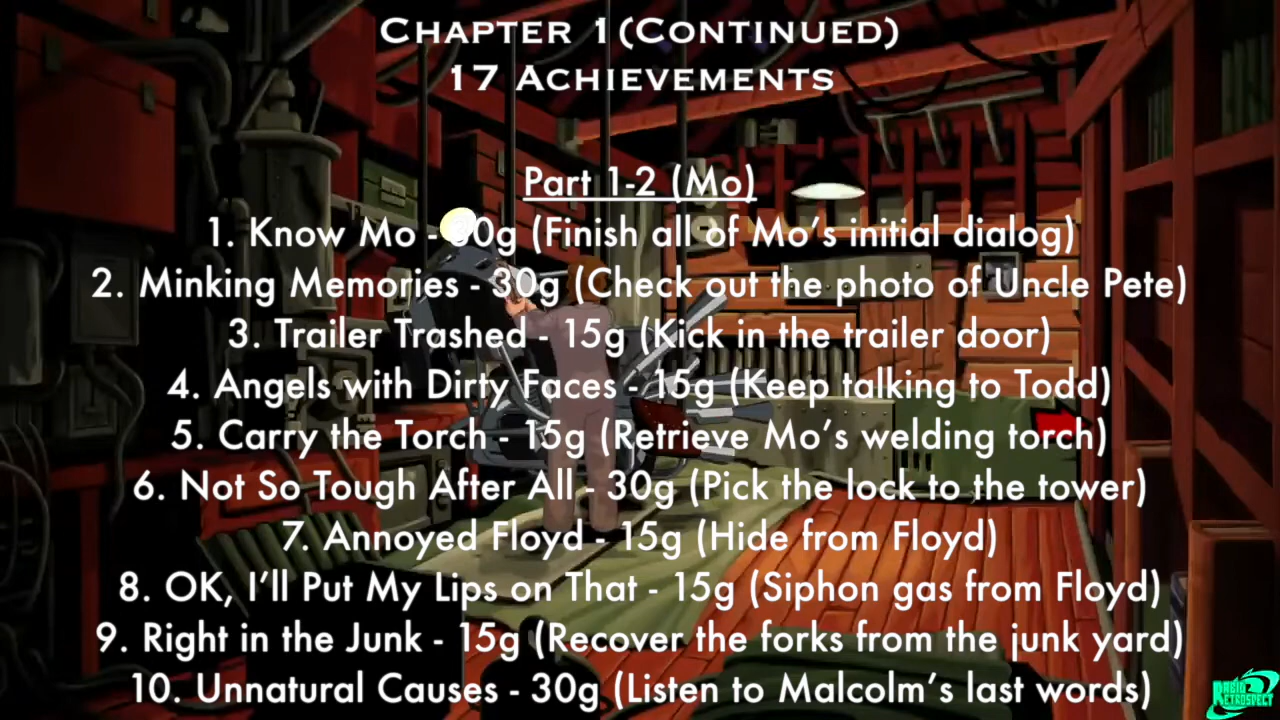 CHAPTER 1(CONTINUED)
17 ACHIEVEMENTS
Part 1-2 (Mo)
1. Know Mo - 30g (Finish all of Mo's initial dialog)
2. Minking Memories - 30g (Check out the photo of Uncle Pete)
3. Trailer Trashed - 15g (Kick in the trailer door)
4. Angels with Dirty Faces - 15g (Keep talking to Todd)
5. Carry the Torch - 15g (Retrieve Mo's welding torch)
6. Not So Tough After All - 30g (Pick the lock to the tower)
7. Annoyed Floyd - 15g (Hide from Floyd)
8. OK, I'll Put My Lips on That - 15g (Siphon gas from Floyd)
9. Right in the Junk - 15g (Recover the forks from the junk yard)
10. Unnatural Causes - 30g (Listen to Malcolm's last words)
RABID
RETROSPECT